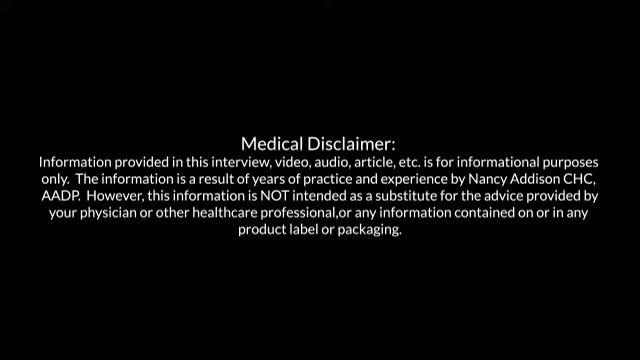 Medical Disclaimer:
Information provided in this interview, video, audio, article, etc. is for informational purposes
only.  The information is a result of years of practice and experience by Nancy Addison CHC,
AADP.  However, this information is NOT intended as a substitute for the advice provided by
your physician or other healthcare professional,or any information contained on or in any
product label or packaging.